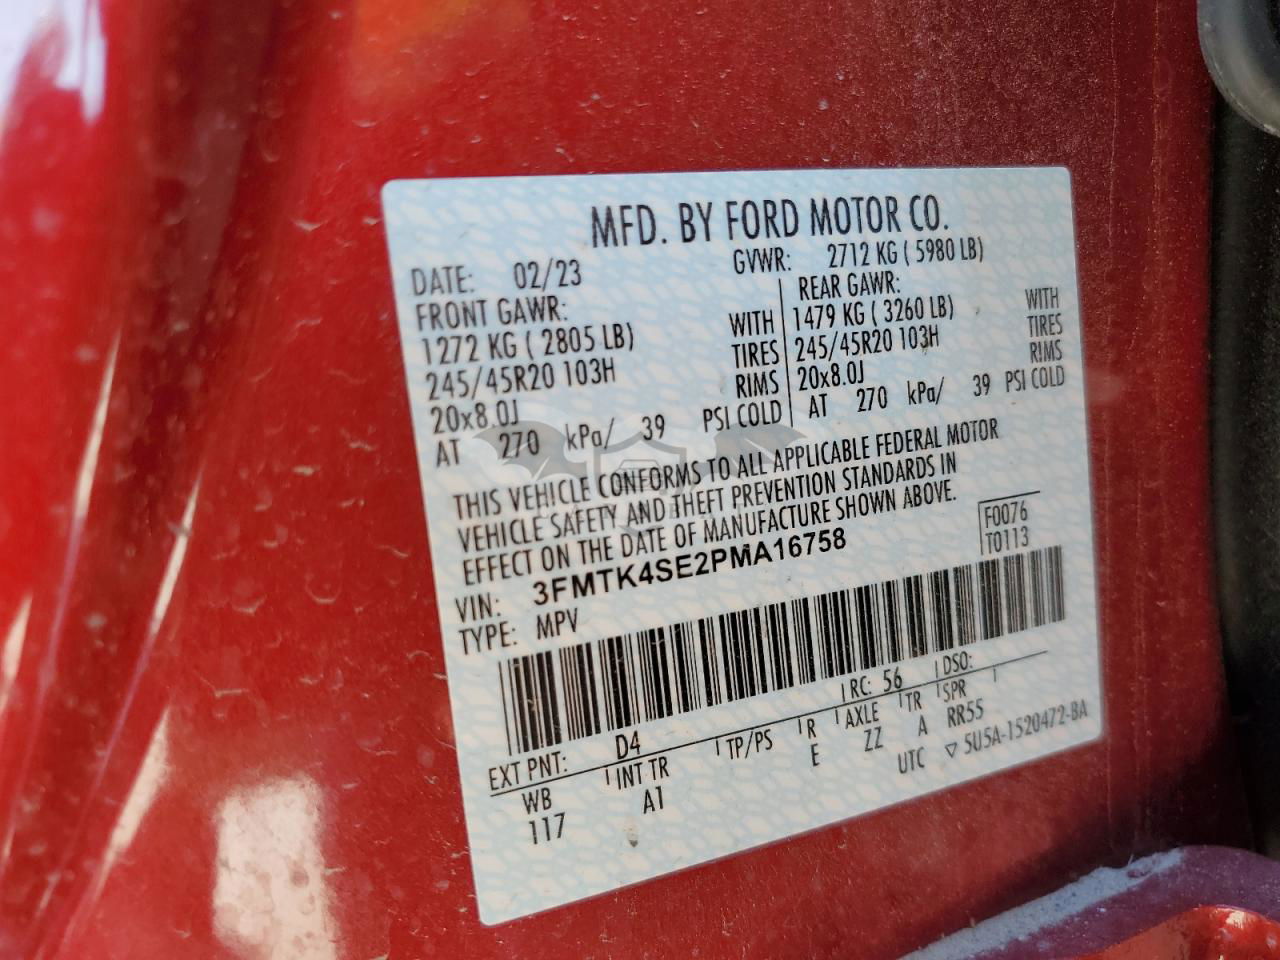 MFD. BY FORD MOTOR CO.
DATE: 02/23 GVWR: 2712 KG ( 5980 LB)
FRONT GAWR: REAR GAWR:
1272 KG ( 2805 LB) WITH 1479 KG ( 3260 LB) WITH
245/45R20 103H TIRES 245/45R20 103H TIRES
20x8.0J RIMS 20x8.0J RIMS
AT 270 kPa/ 39 PSI COLD AT 270 kPa/ 39 PSI COLD
THIS VEHICLE CONFORMS TO ALL APPLICABLE FEDERAL MOTOR
VEHICLE SAFETY AND THEFT PREVENTION STANDARDS IN
EFFECT ON THE DATE OF MANUFACTURE SHOWN ABOVE.
VIN: 3FMTK4SE2PMA16758 F0076
TYPE: MPV T0113
EXT PNT: D4 RC: 56 DSO:
WB INT TR TP/PS R AXLE TR SPR
117 A1 E ZZ A RR55
UTC ▽ 5U5A-1520472-BA